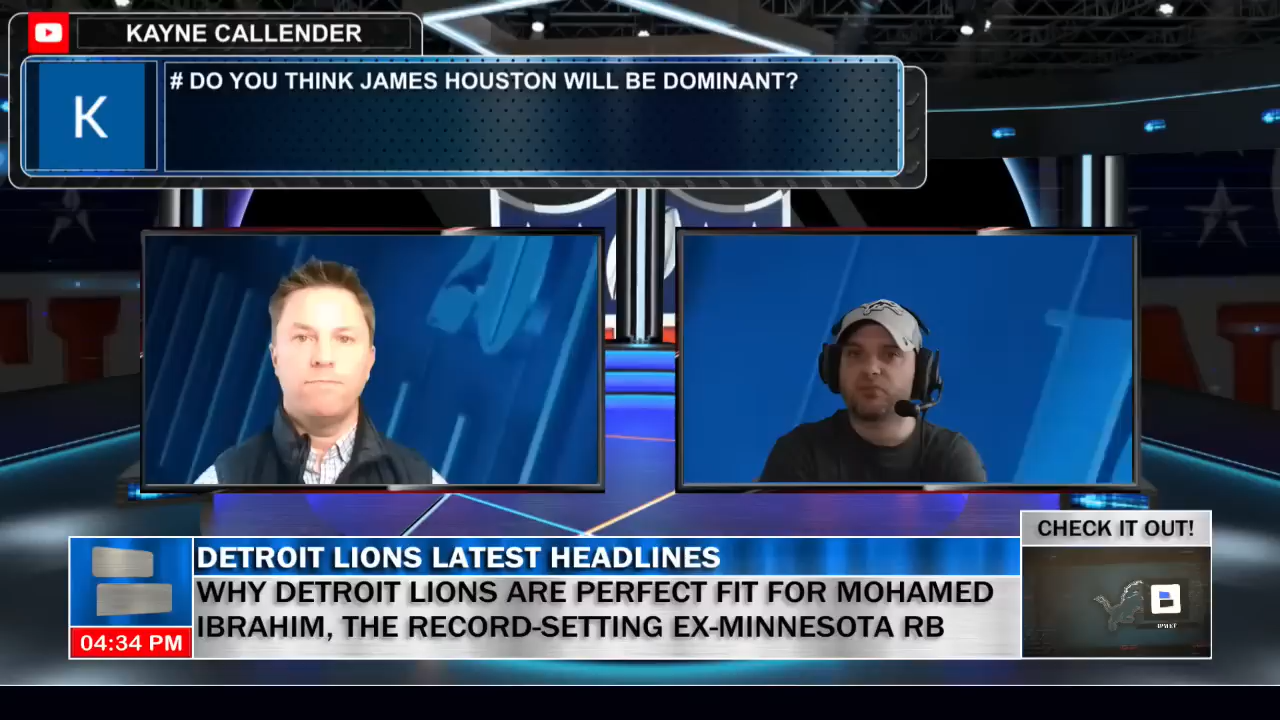 KAYNE CALLENDER
K
# DO YOU THINK JAMES HOUSTON WILL BE DOMINANT?
CHECK IT OUT!
DETROIT LIONS LATEST HEADLINES
WHY DETROIT LIONS ARE PERFECT FIT FOR MOHAMED
IBRAHIM, THE RECORD-SETTING EX-MINNESOTA RB
04:34 PM